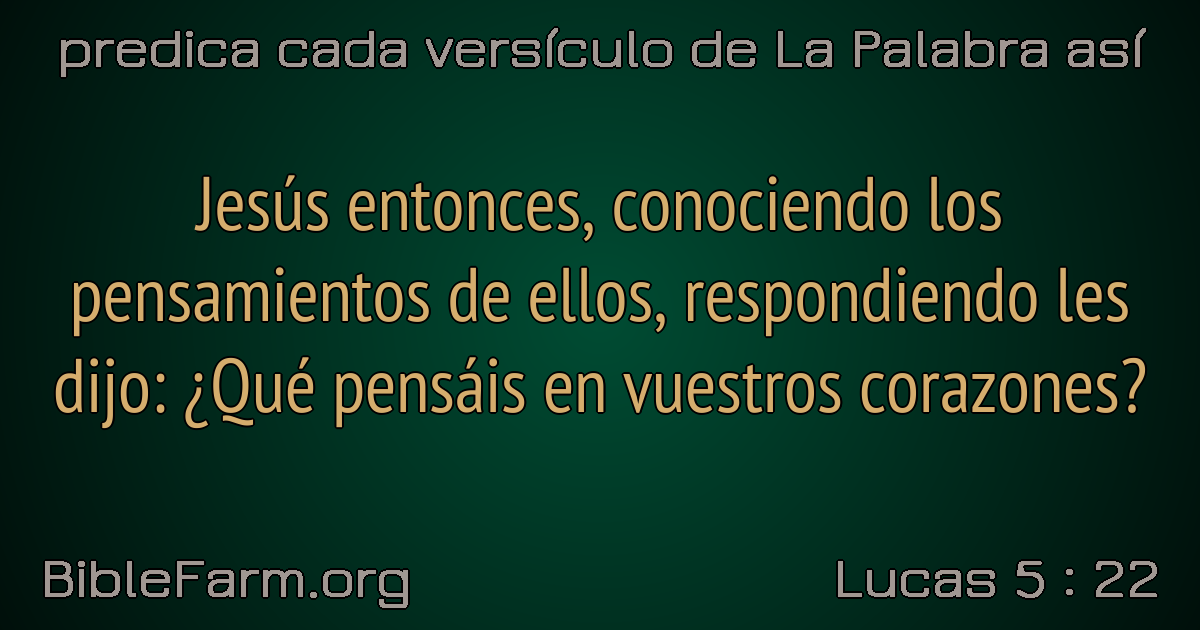 predica cada versículo de La Palabra así
Jesús entonces, conociendo los
pensamientos de ellos, respondiendo les
dijo: ¿Qué pensáis en vuestros corazones?
BibleFarm.org
Lucas 5 : 22